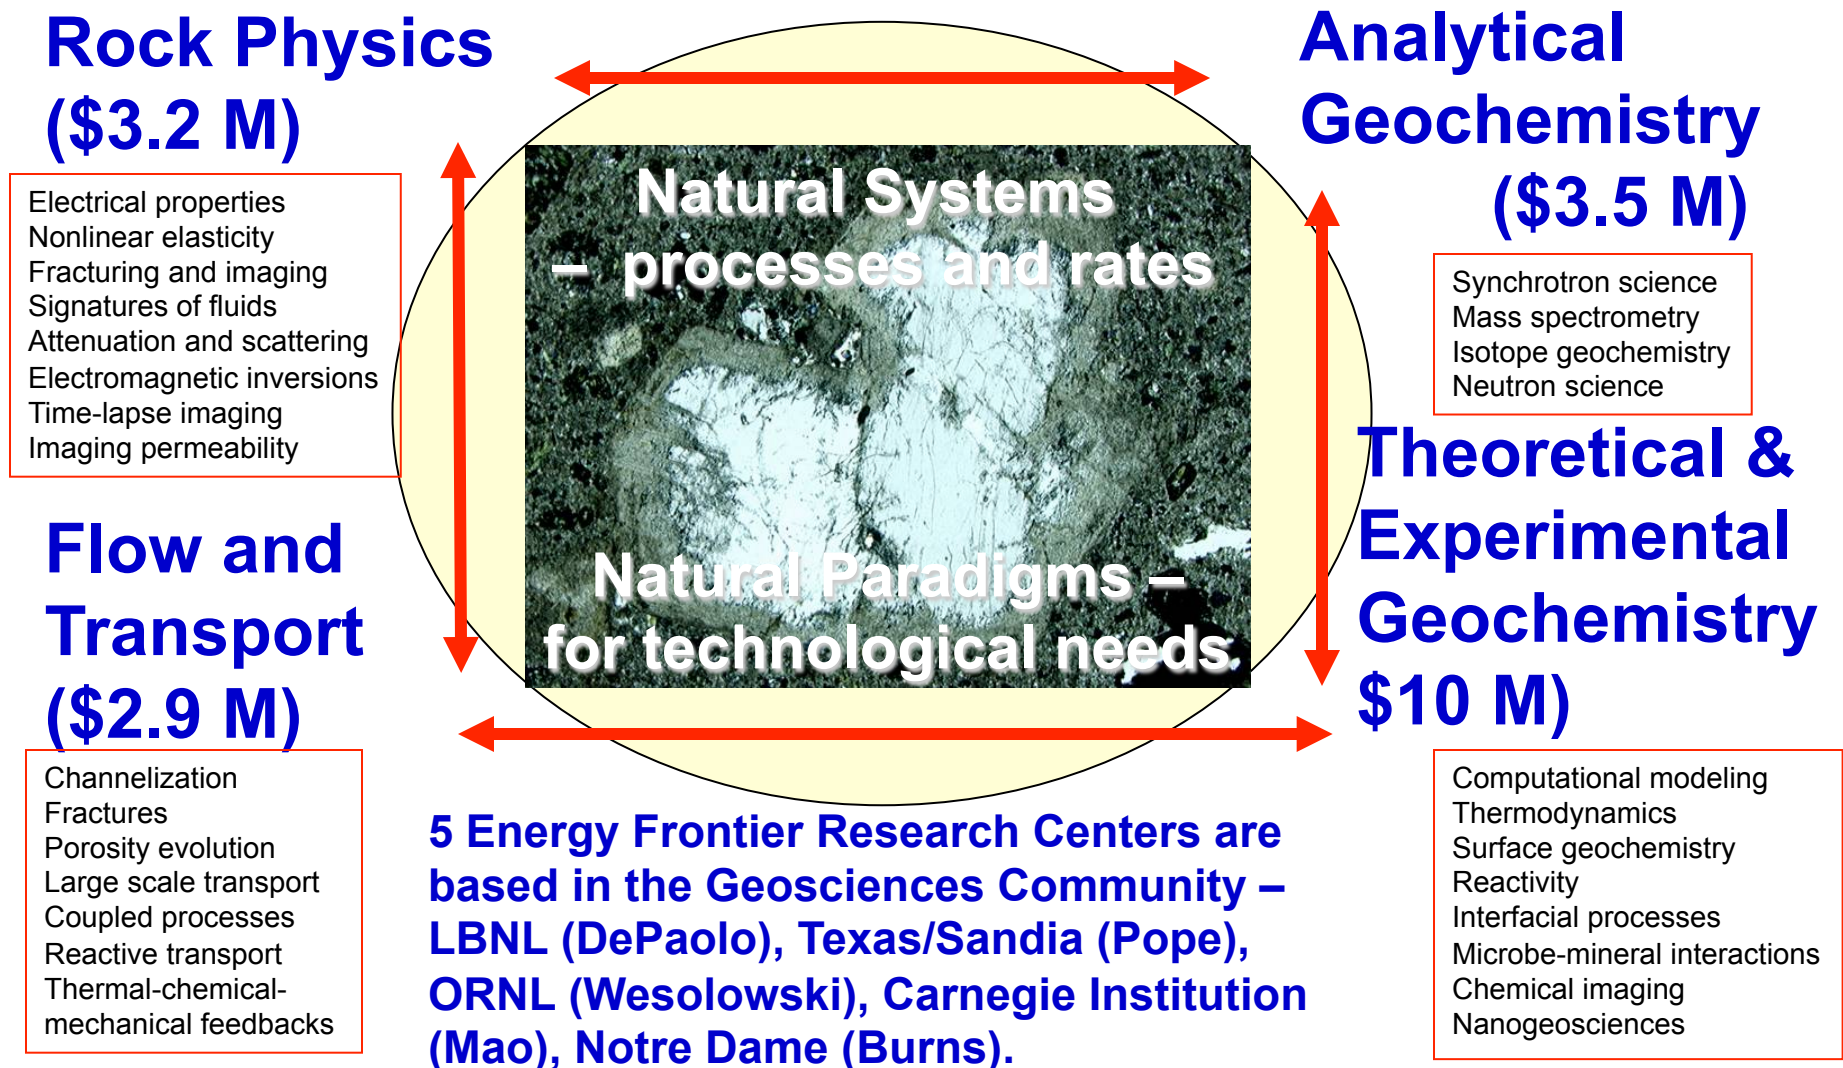 Rock Physics
($3.2 M)
Electrical properties
Nonlinear elasticity
Fracturing and imaging
Signatures of fluids
Attenuation and scattering
Electromagnetic inversions
Time-lapse imaging
Imaging permeability
Flow and
Transport
($2.9 M)
Channelization
Fractures
Porosity evolution
Large scale transport
Coupled processes
Reactive transport
Thermal-chemical-
mechanical feedbacks
Natural Systems
– processes and rates
Natural Paradigms –
for technological needs
5 Energy Frontier Research Centers are
based in the Geosciences Community –
LBNL (DePaolo), Texas/Sandia (Pope),
ORNL (Wesolowski), Carnegie Institution
(Mao), Notre Dame (Burns).
Analytical
Geochemistry
($3.5 M)
Synchrotron science
Mass spectrometry
Isotope geochemistry
Neutron science
Theoretical &
Experimental
Geochemistry
$10 M)
Computational modeling
Thermodynamics
Surface geochemistry
Reactivity
Interfacial processes
Microbe-mineral interactions
Chemical imaging
Nanogeosciences